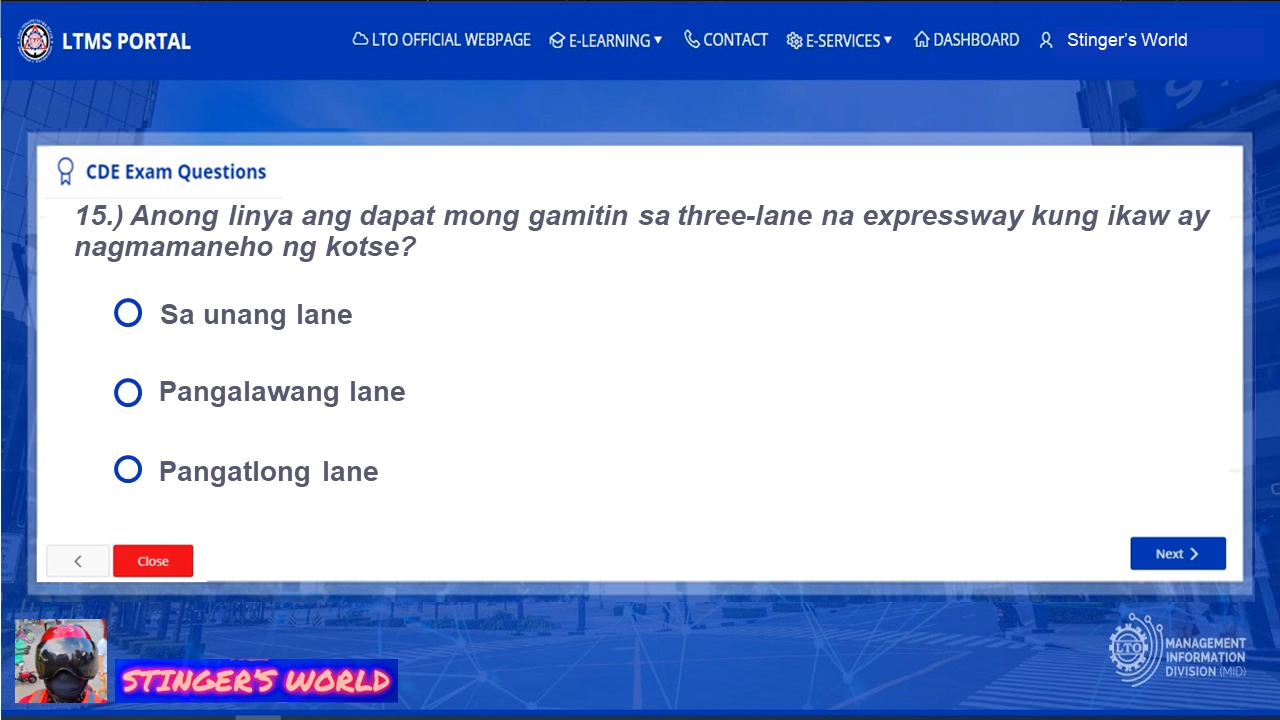 LTMS PORTAL
LTO OFFICIAL WEBPAGE E-LEARNING CONTACT E-SERVICES DASHBOARD Stinger's World
CDE Exam Questions
15.) Anong linya ang dapat mong gamitin sa three-lane na expressway kung ikaw ay
nagmamaneho ng kotse?
Sa unang lane
Pangalawang lane
Pangatlong lane
Close
Next
STINGER'S WORLD
LTO
MANAGEMENT
INFORMATION
DIVISION (MID)